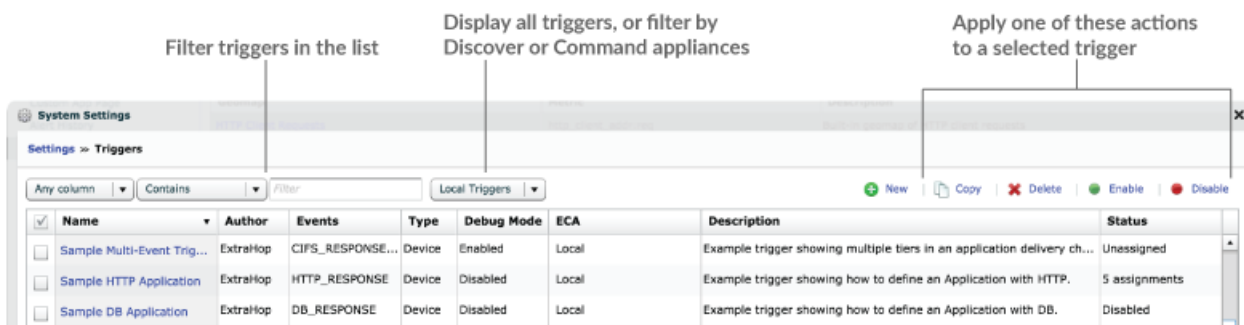 Display all triggers, or filter by
Apply one of these actions
Filter triggers in the list
Discover or Command appliances
to a selected trigger
System Settings
Settings » Triggers
Any column
Contains
Filter
Local Triggers
New | Copy | Delete | Enable | Disable
Name Author Events Type Debug Mode ECA Description Status
Sample Multi-Event Trig... ExtraHop CIFS_RESPONSE... Device Enabled Local Example trigger showing multiple tiers in an application delivery ch... Unassigned
Sample HTTP Application ExtraHop HTTP_RESPONSE Device Disabled Local Example trigger showing how to define an Application with HTTP. 5 assignments
Sample DB Application ExtraHop DB_RESPONSE Device Disabled Local Example trigger showing how to define an Application with DB. Disabled